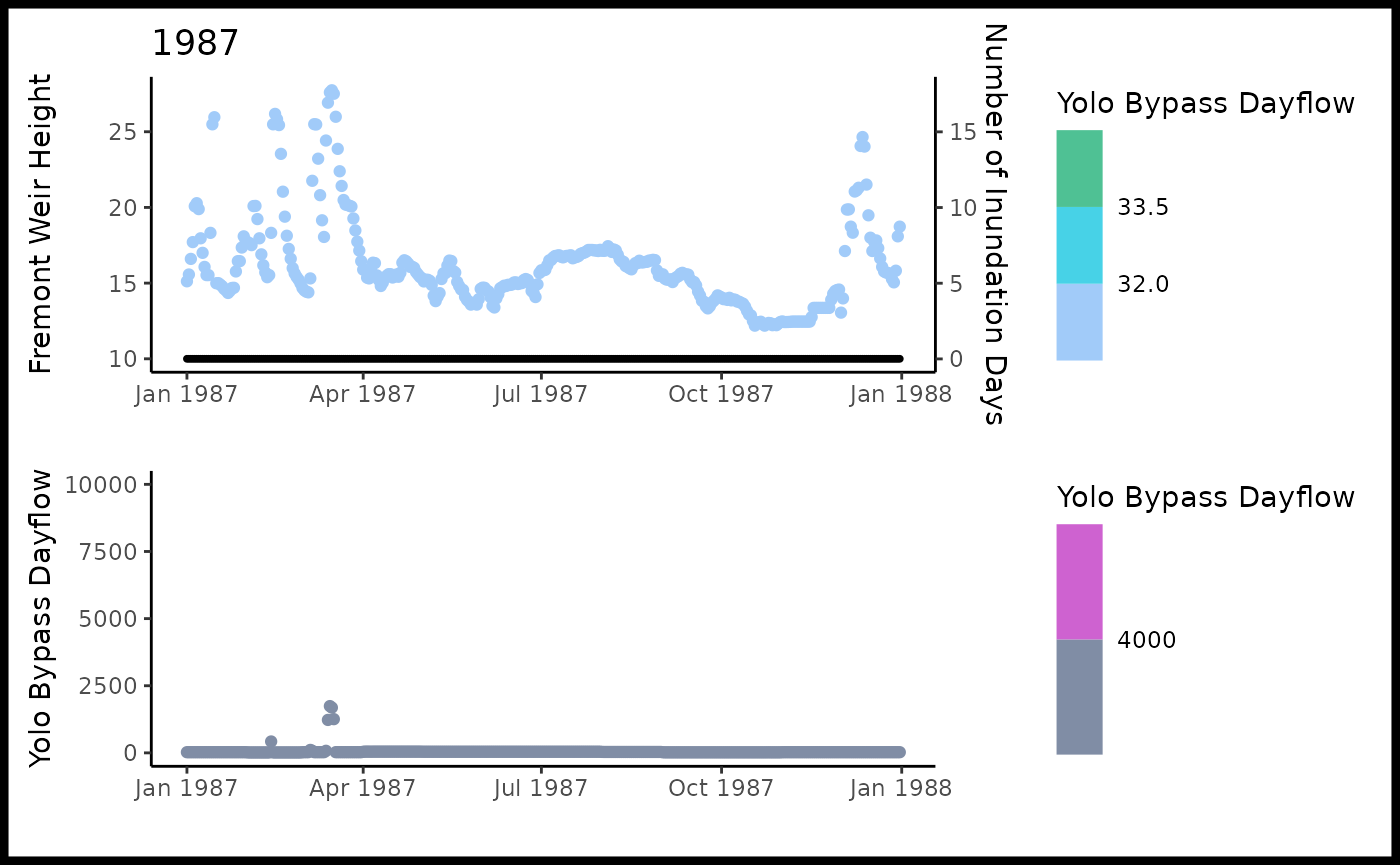 1987
Fremont Weir Height
25
20
15
10
15
10
5
0
Number of Inundation Days
Jan 1987
Apr 1987
Jul 1987
Oct 1987
Jan 1988
Yolo Bypass Dayflow
33.5
32.0
Yolo Bypass Dayflow
10000
7500
5000
2500
0
Jan 1987
Apr 1987
Jul 1987
Oct 1987
Jan 1988
Yolo Bypass Dayflow
4000